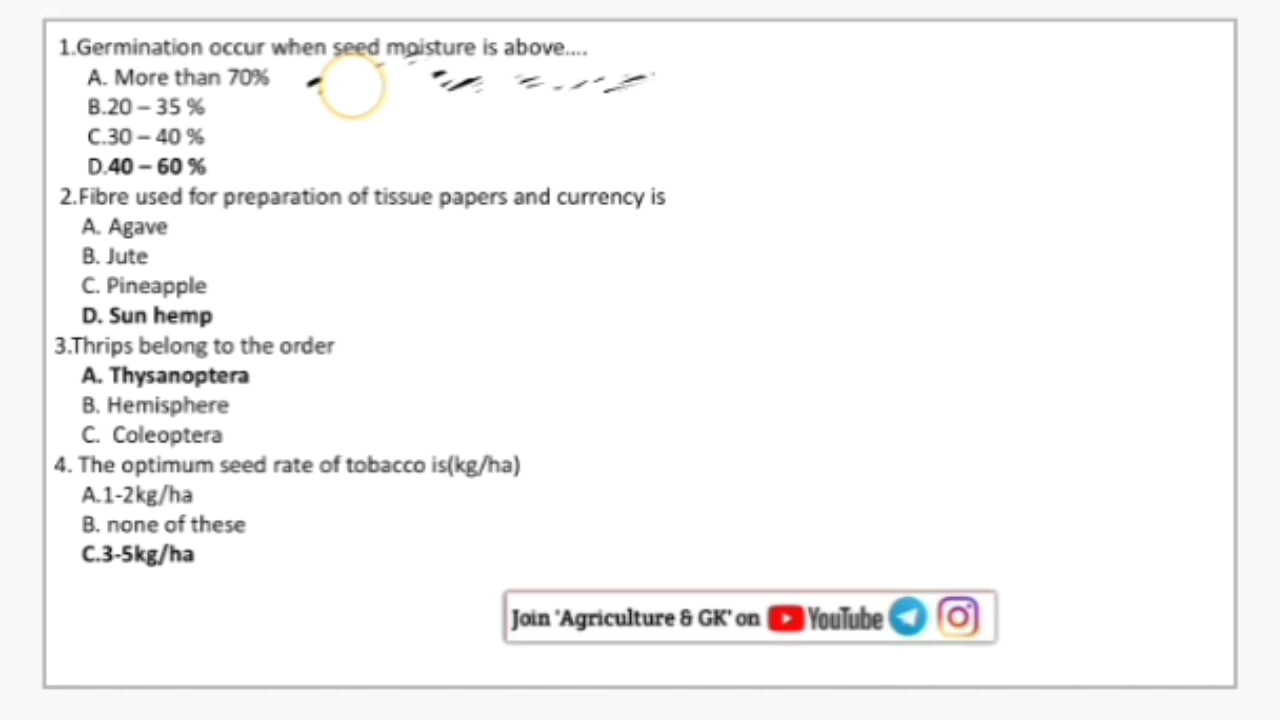 1.Germination occur when seed moisture is above....
A. More than 70%
B.20 – 35 %
C.30 – 40 %
D.40 – 60 %
2.Fibre used for preparation of tissue papers and currency is
A. Agave
B. Jute
C. Pineapple
D. Sun hemp
3.Thrips belong to the order
A. Thysanoptera
B. Hemisphere
C. Coleoptera
4. The optimum seed rate of tobacco is(kg/ha)
A.1-2kg/ha
B. none of these
C.3-5kg/ha
Join 'Agriculture & GK' on YouTube